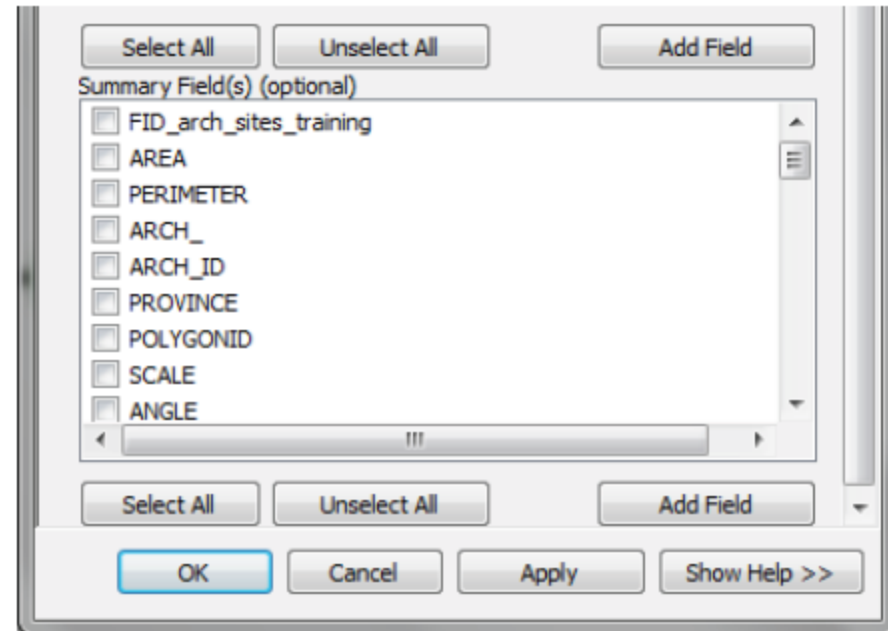 Select All Unselect All Add Field
Summary Field(s) (optional)
FID_arch_sites_training
AREA
PERIMETER
ARCH_
ARCH_ID
PROVINCE
POLYGONID
SCALE
ANGLE
Select All Unselect All Add Field
OK Cancel Apply Show Help >>